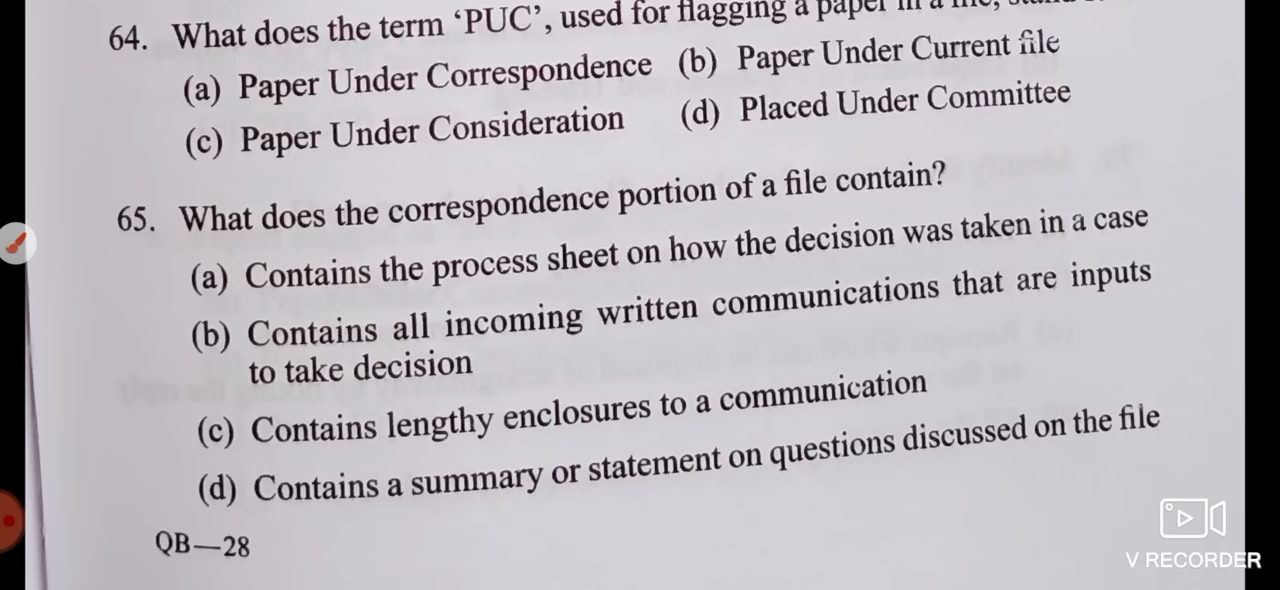 64. What does the term ‘PUC’, used for flagging a paper in a file,
(a) Paper Under Correspondence (b) Paper Under Current file
(c) Paper Under Consideration (d) Placed Under Committee
65. What does the correspondence portion of a file contain?
(a) Contains the process sheet on how the decision was taken in a case
(b) Contains all incoming written communications that are inputs
to take decision
(c) Contains lengthy enclosures to a communication
(d) Contains a summary or statement on questions discussed on the file
QB—28
V RECORDER